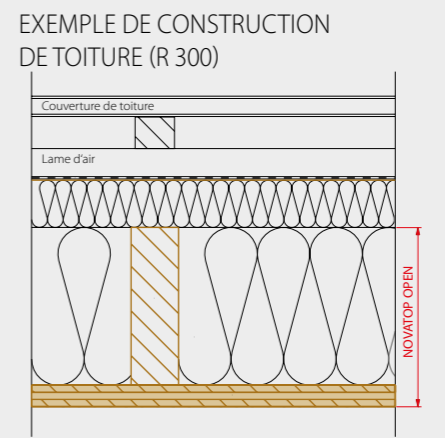 EXEMPLE DE CONSTRUCTION
DE TOITURE (R 300)
Couverture de toiture
Lame d'air
NOVATOP OPEN